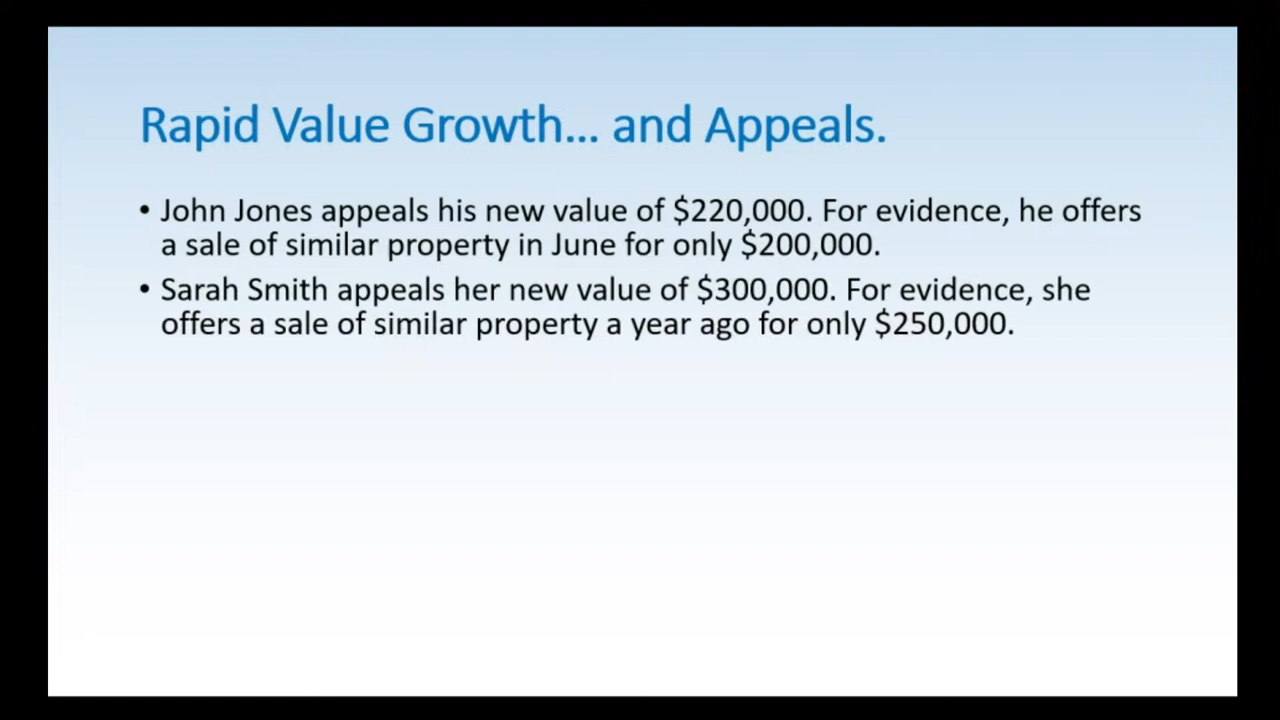 Rapid Value Growth... and Appeals.
• John Jones appeals his new value of $220,000. For evidence, he offers
a sale of similar property in June for only $200,000.
• Sarah Smith appeals her new value of $300,000. For evidence, she
offers a sale of similar property a year ago for only $250,000.